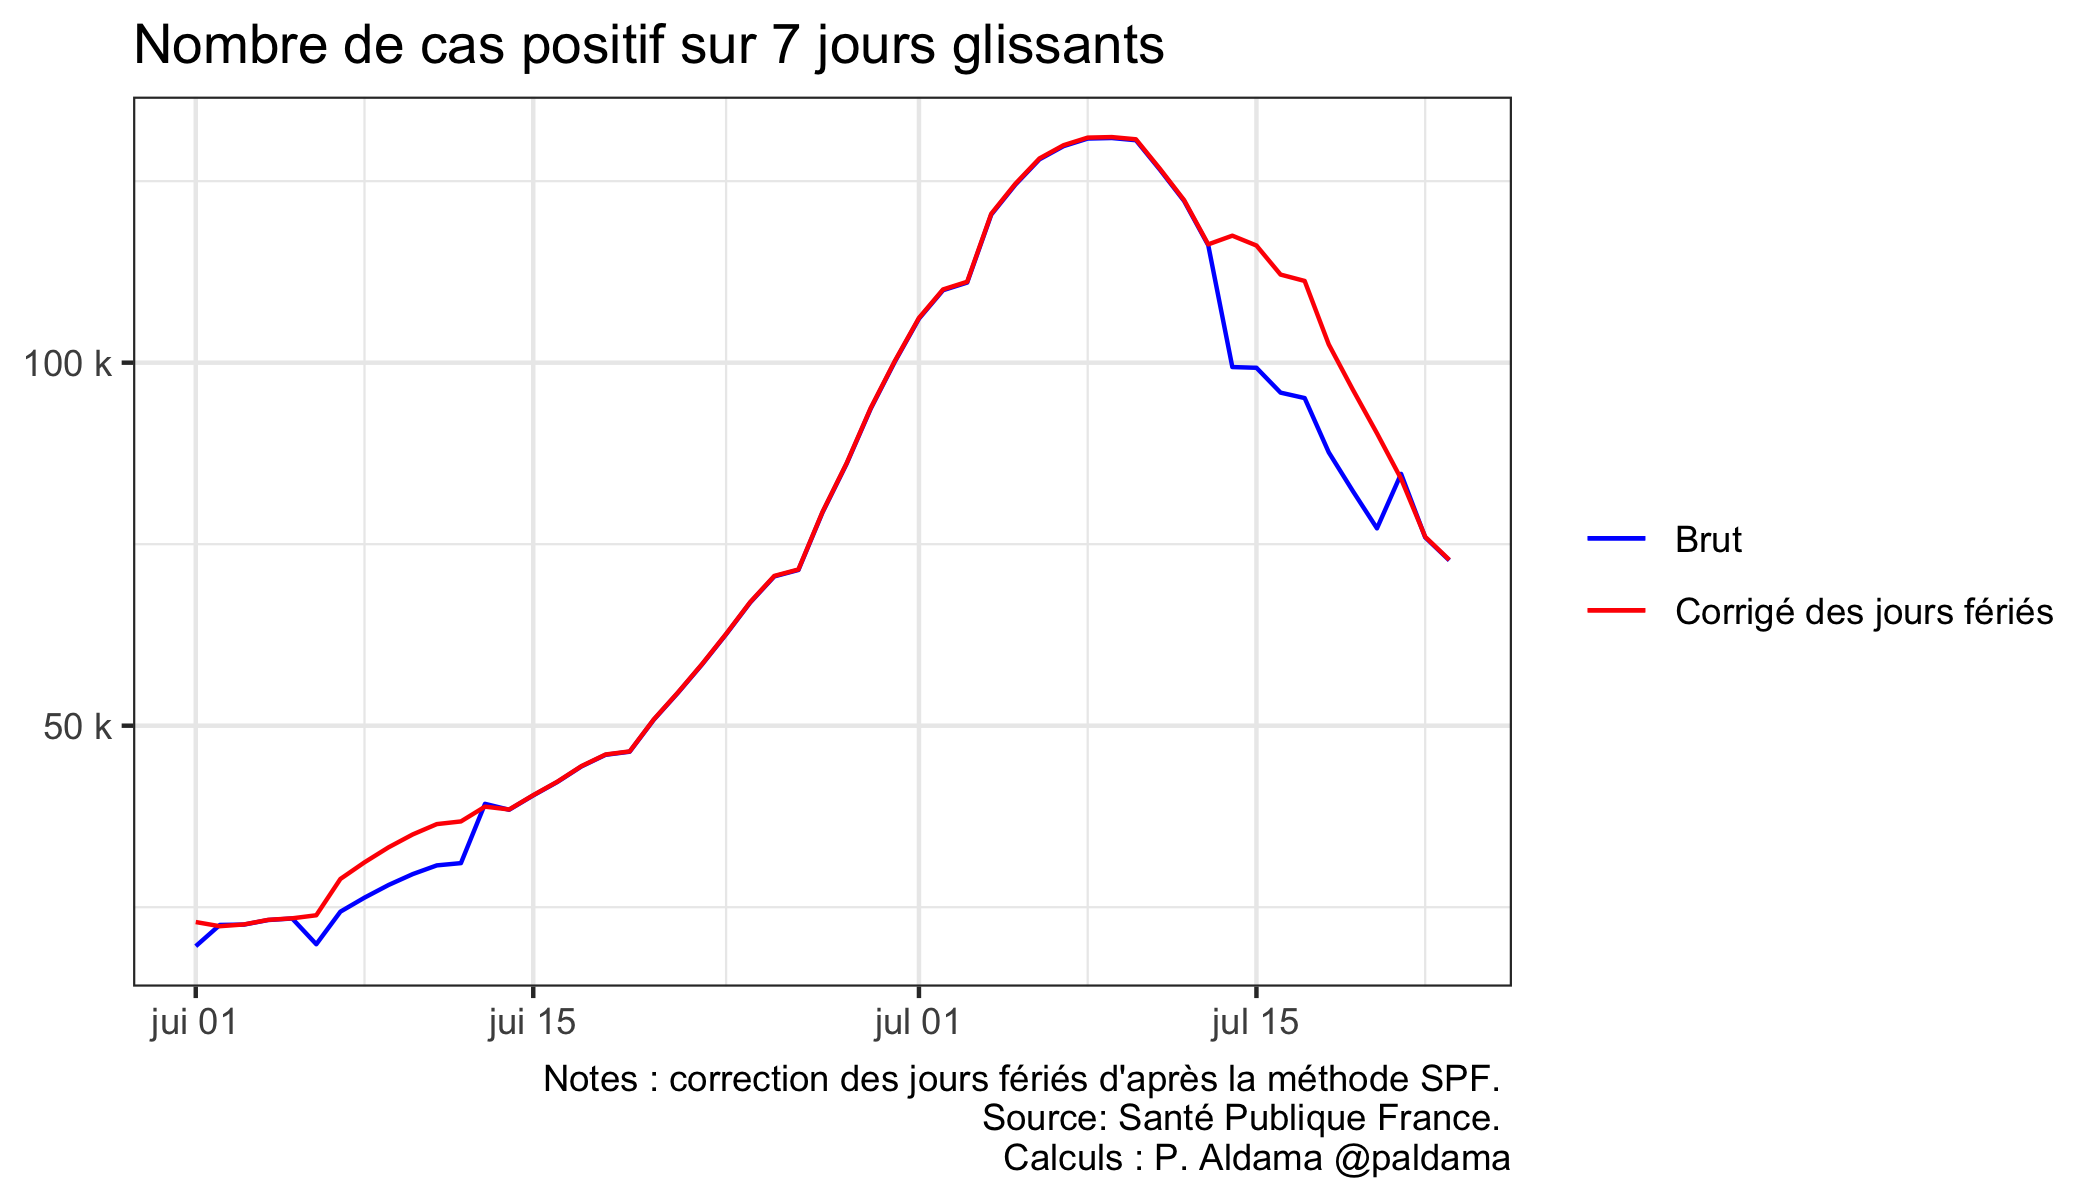 Nombre de cas positif sur 7 jours glissants
100 k
50 k
jui 01
jui 15
jul 01
jul 15
Brut
Corrigé des jours fériés
Notes : correction des jours fériés d'après la méthode SPF.
Source: Santé Publique France.
Calculs : P. Aldama @paldama